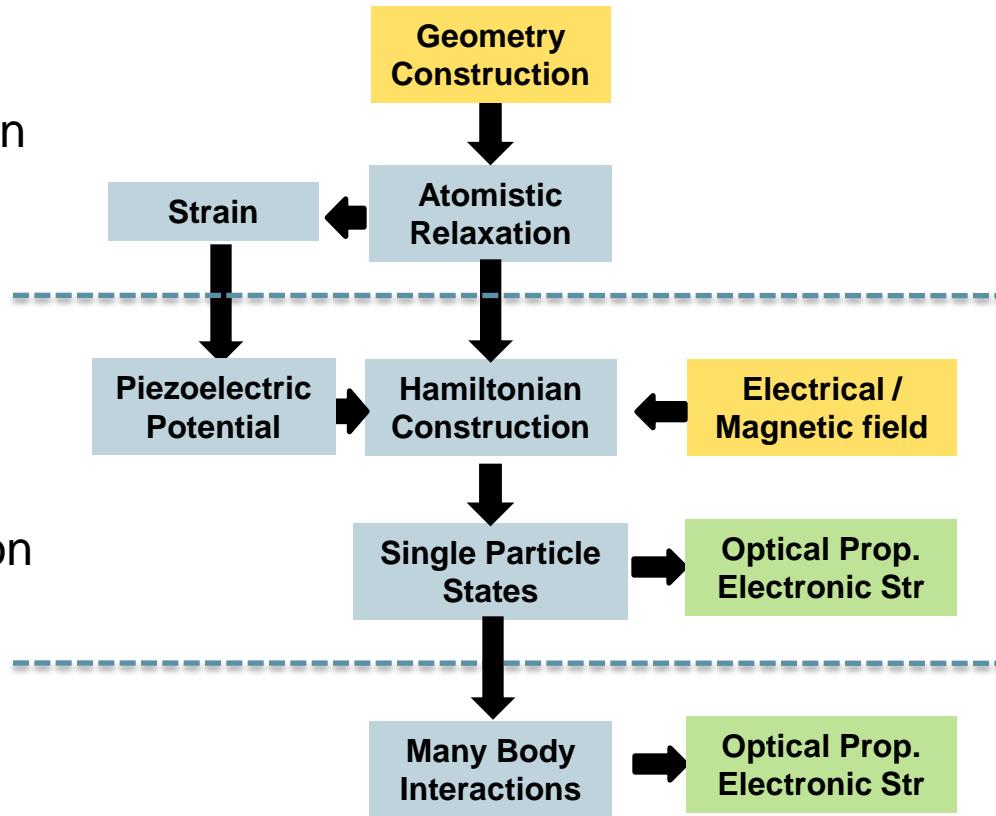 Geometry
Construction
n
Strain
Atomistic
Relaxation
Piezoelectric
Potential
Hamiltonian
Construction
Electrical /
Magnetic field
on
Single Particle
States
Optical Prop.
Electronic Str
Many Body
Interactions
Optical Prop.
Electronic Str